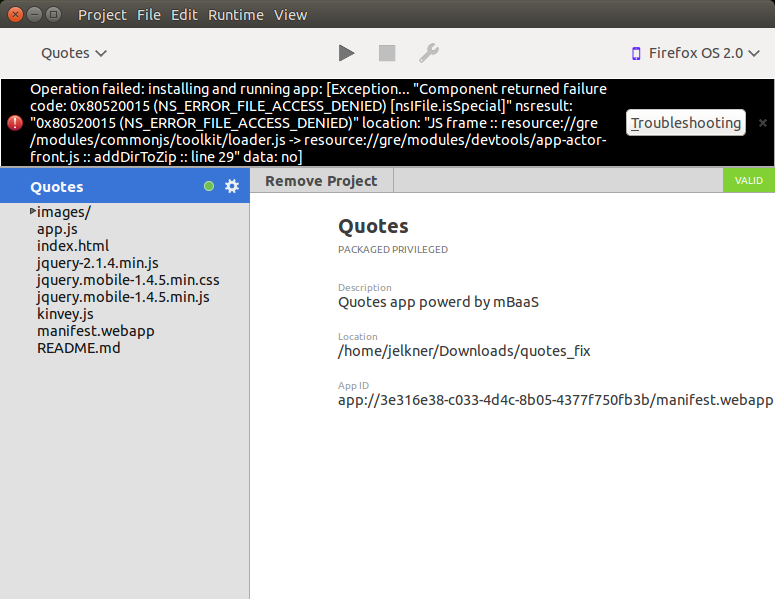 Project File Edit Runtime View
Quotes
Firefox OS 2.0
Operation failed: installing and running app: [Exception... "Component returned failure
code: 0x80520015 (NS_ERROR_FILE_ACCESS_DENIED) [nsIFile.isSpecial]" nsresult:
"0x80520015 (NS_ERROR_FILE_ACCESS_DENIED)" location: "JS frame :: resource://gre
/modules/commonjs/toolkit/loader.js -> resource://gre/modules/devtools/app-actor-
front.js :: addDirToZip :: line 29" data: no]
Troubleshooting
Quotes
Remove Project
VALID
images/
app.js
index.html
jquery-2.1.4.min.js
jquery.mobile-1.4.5.min.css
jquery.mobile-1.4.5.min.js
kinvey.js
manifest.webapp
README.md
Quotes
PACKAGED PRIVILEGED
Description
Quotes app powerd by mBaaS
Location
/home/jelkner/Downloads/quotes_fix
App ID
app://3e316e38-c033-4d4c-8b05-4377f750fb3b/manifest.webapp